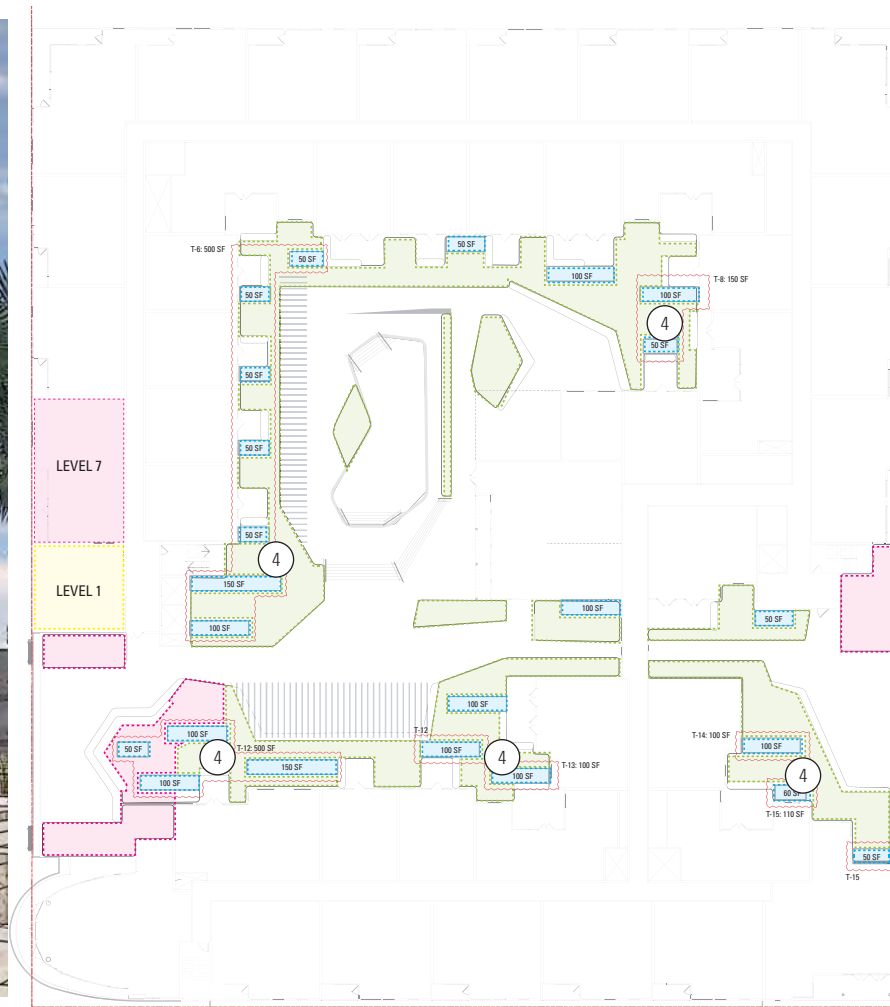 T-6: 500 SF
50 SF
50 SF
100 SF
T-8: 150 SF
50 SF
100 SF
4
50 SF
50 SF
50 SF
LEVEL 7
50 SF
4
150 SF
LEVEL 1
100 SF
50 SF
100 SF
100 SF
100 SF
T-12
T-14: 100 SF
50 SF
T-12: 500 SF
100 SF
100 SF
4
4
150 SF
T-13: 100 SF
100 SF
4
100 SF
60 SF
T-15: 110 SF
50 SF
T-15